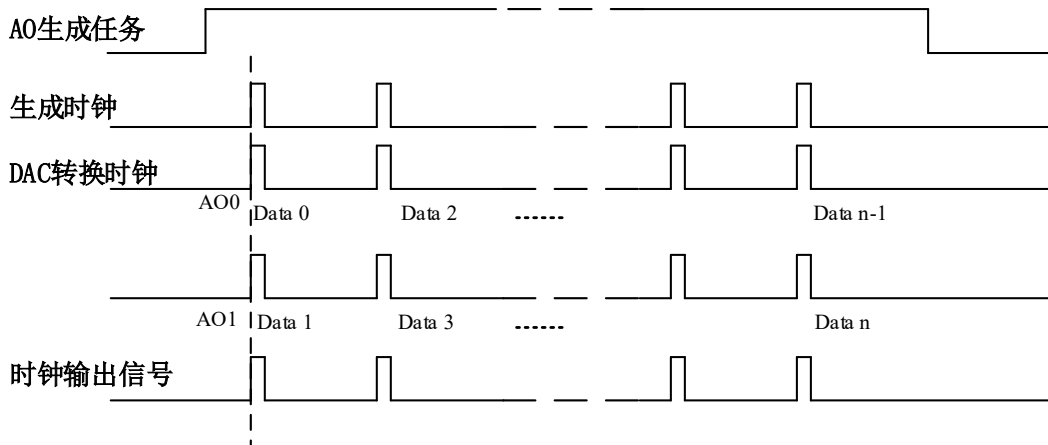 AO生成任务
生成时钟
DAC转换时钟
AO0 Data 0 Data 2 ...... Data n-1
AO1 Data 1 Data 3 ...... Data n
时钟输出信号